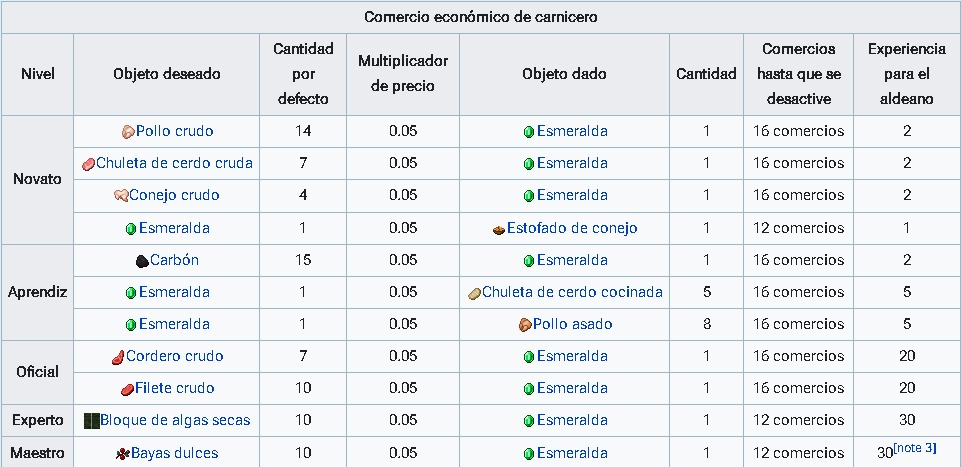 Comercio económico de carnicero
Nivel Objeto deseado Cantidad por defecto Multiplicador de precio Objeto dado Cantidad Comercios hasta que se desactive Experiencia para el aldeano
Novato Pollo crudo 14 0.05 Esmeralda 1 16 comercios 2
Chuleta de cerdo cruda 7 0.05 Esmeralda 1 16 comercios 2
Conejo crudo 4 0.05 Esmeralda 1 16 comercios 2
Esmeralda 1 0.05 Estofado de conejo 1 12 comercios 1
Aprendiz Carbón 15 0.05 Esmeralda 1 16 comercios 2
Esmeralda 1 0.05 Chuleta de cerdo cocinada 5 16 comercios 5
Esmeralda 1 0.05 Pollo asado 8 16 comercios 5
Oficial Cordero crudo 7 0.05 Esmeralda 1 16 comercios 20
Filete crudo 10 0.05 Esmeralda 1 16 comercios 20
Experto Bloque de algas secas 10 0.05 Esmeralda 1 12 comercios 30
Maestro Bayas dulces 10 0.05 Esmeralda 1 12 comercios 30[note 3]